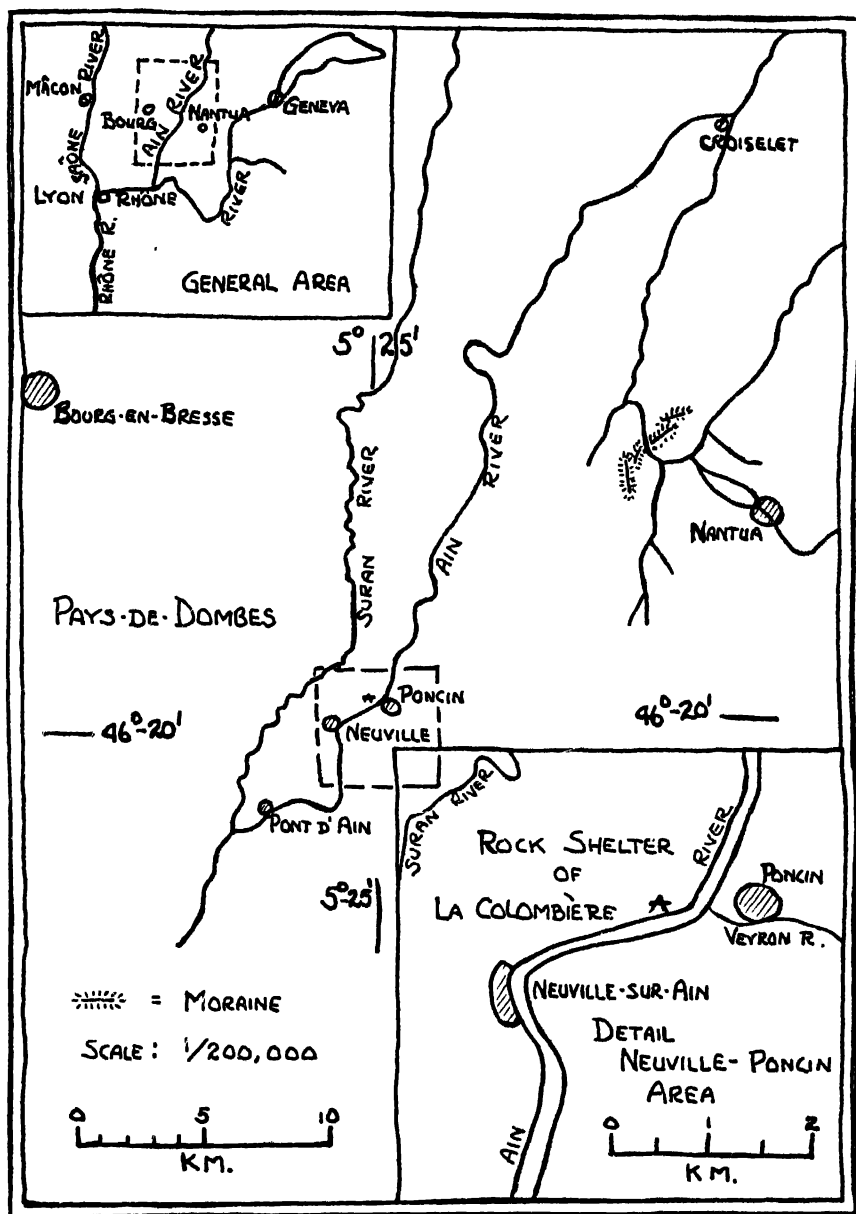 MÂCON
SAÔNE RIVER
BOURG
AIN RIVER
NANTUA
GENEVA
LYON
RHÔNE
RIVER
RHÔNE R.
GENERAL AREA
CROISELET
5° 25'
BOURG-EN-BRESSE
SURAN RIVER
AIN RIVER
NANTUA
PAYS-DE-DOMBES
PONCIN
46°-20'
NEUVILLE
46°-20'
PONT D'AIN
5°-25'
= MORAINE
SCALE: 1/200,000
0 5 10
KM.
SURAN RIVER
ROCK SHELTER
OF
LA COLOMBIÈRE
RIVER
PONCIN
VEYRON R.
NEUVILLE-SUR-AIN
DETAIL
NEUVILLE-PONCIN
AREA
AIN
0 1 2
KM.